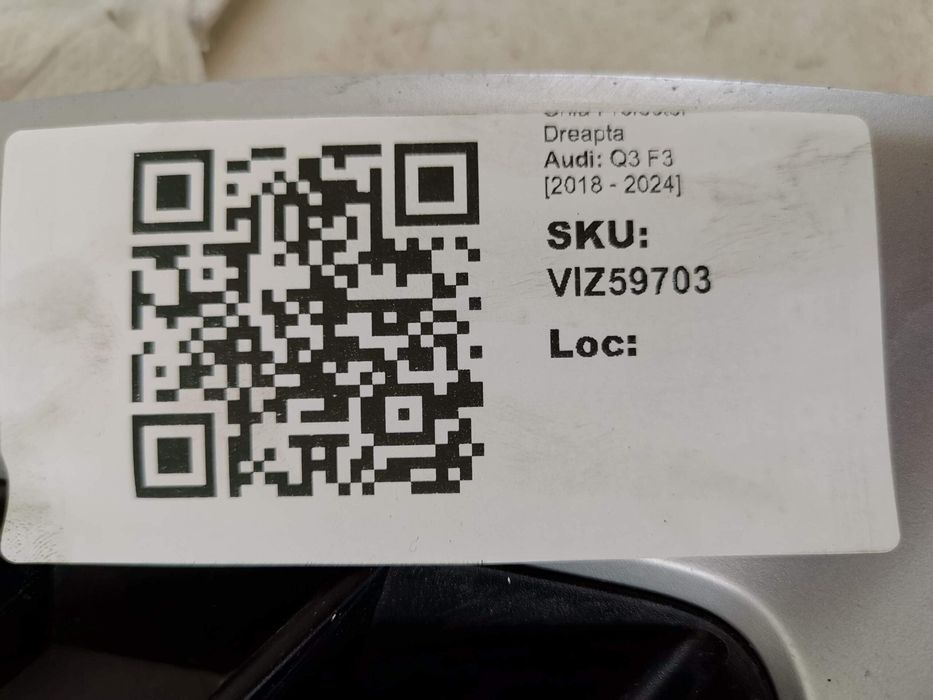 Dreapta
Audi: Q3 F3
[2018 - 2024]
SKU:
VIZ59703
Loc: